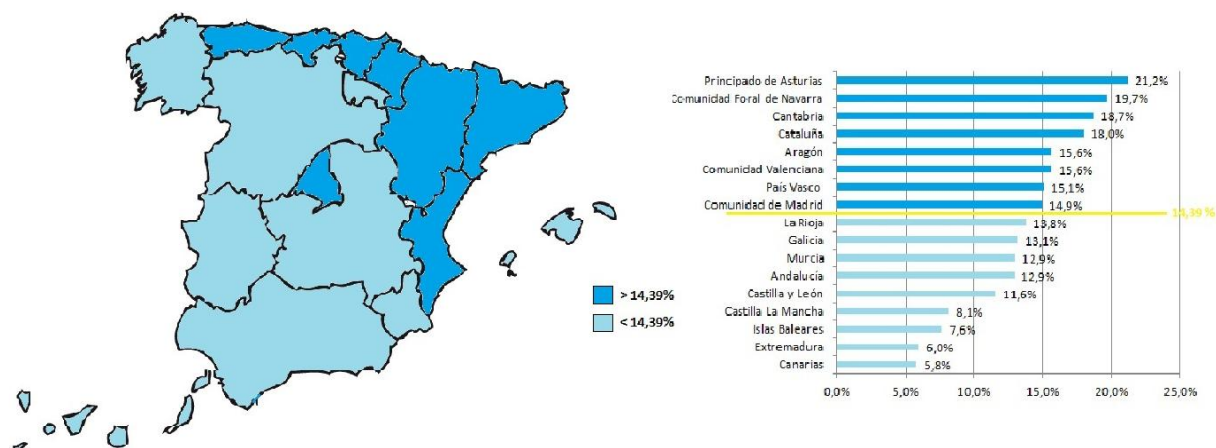 > 14,39%
< 14,39%
Principado de Asturias 21,2%
Comunidad Foral de Navarra 19,7%
Cantabria 18,7%
Cataluña 18,0%
Aragón 15,6%
Comunidad Valenciana 15,6%
País Vasco 15,1%
Comunidad de Madrid 14,9%
14,39%
La Rioja 13,8%
Galicia 13,1%
Murcia 12,9%
Andalucía 12,9%
Castilla y León 11,6%
Castilla La Mancha 8,1%
Islas Baleares 7,6%
Extremadura 6,0%
Canarias 5,8%
0,0% 5,0% 10,0% 15,0% 20,0% 25,0%